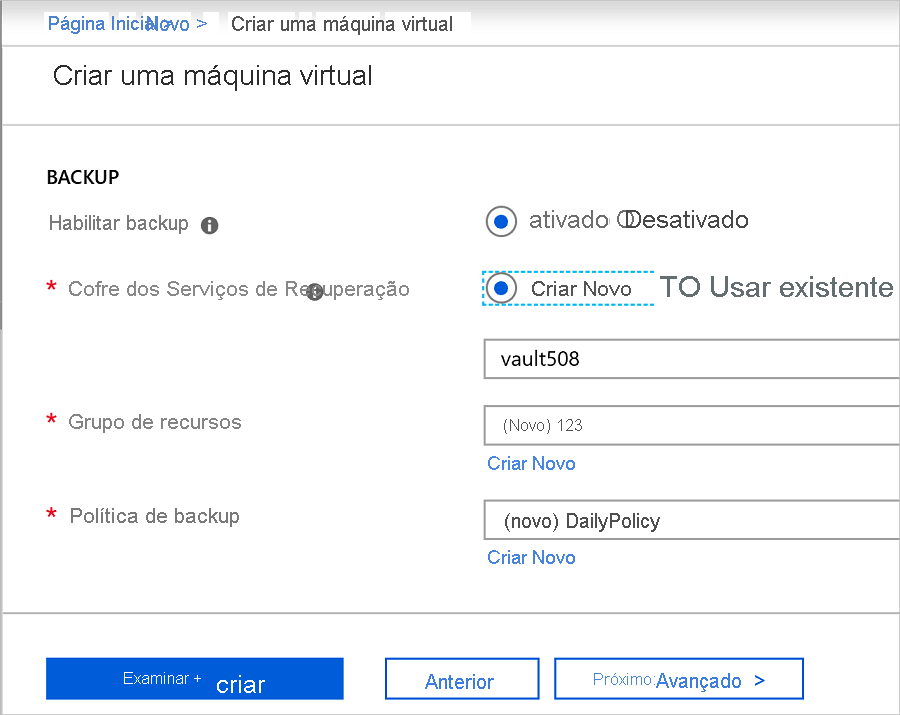 Página Inicial > Novo > Criar uma máquina virtual
Criar uma máquina virtual
BACKUP
Habilitar backup ativado O Desativado
* Cofre dos Serviços de Recuperação Criar Novo TO Usar existente
vault508
* Grupo de recursos (Novo) 123
Criar Novo
* Política de backup (novo) DailyPolicy
Criar Novo
Examinar + criar Anterior Próximo:Avançado >